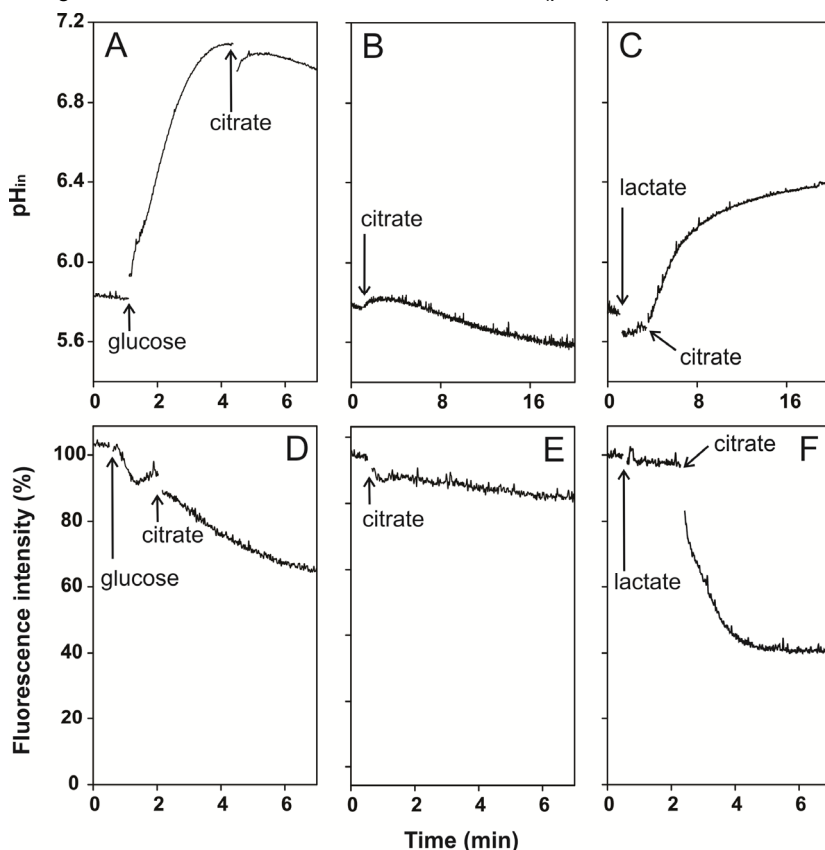 7.2
6.8
6.4
6.0
5.6
pHin
A
citrate
glucose
0 2 4 6
B
citrate
0 8 16
C
lactate
citrate
0 8 16
100
80
60
40
20
0
Fluorescence intensity (%)
D
citrate
glucose
0 2 4 6
E
citrate
0 2 4 6
F
citrate
lactate
0 2 4 6
Time (min)